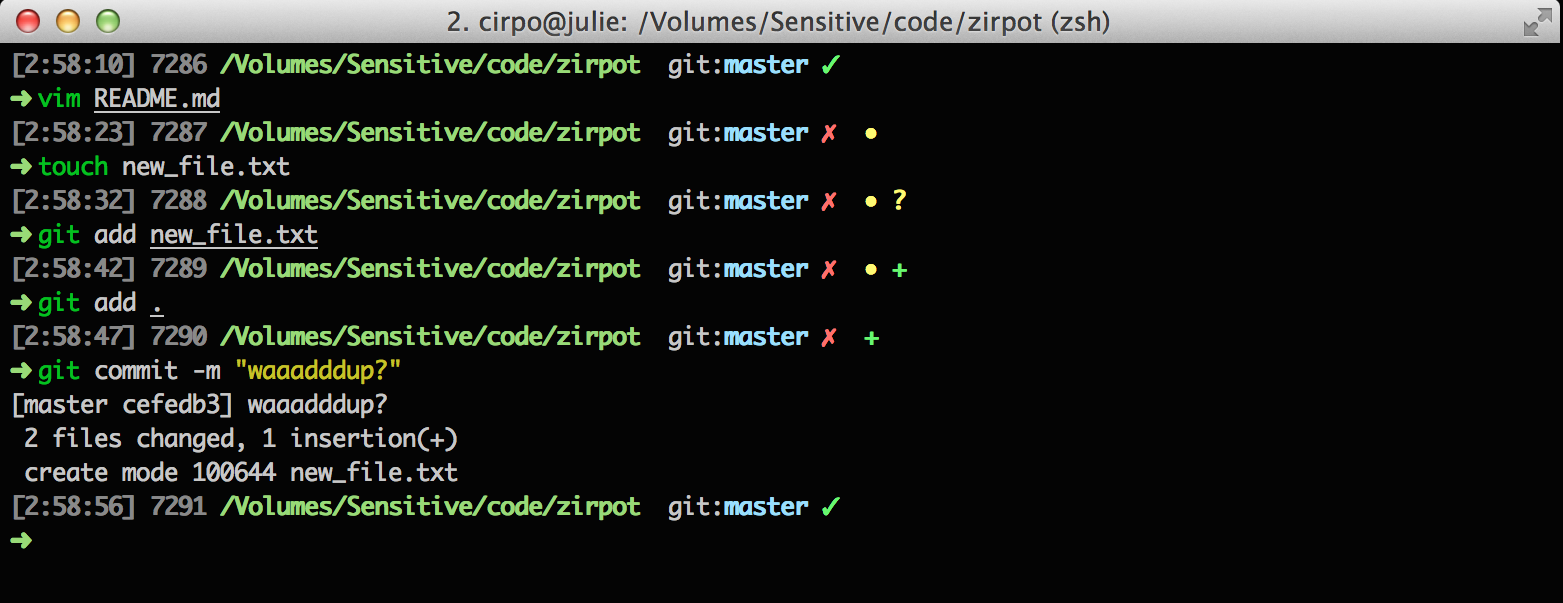 2. cirpo@julie: /Volumes/Sensitive/code/zirpot (zsh)
[2:58:10] 7286 /Volumes/Sensitive/code/zirpot  git:master ✓
➜ vim README.md
[2:58:23] 7287 /Volumes/Sensitive/code/zirpot  git:master ✗  •
➜ touch new_file.txt
[2:58:32] 7288 /Volumes/Sensitive/code/zirpot  git:master ✗  • ?
➜ git add new_file.txt
[2:58:42] 7289 /Volumes/Sensitive/code/zirpot  git:master ✗  • +
➜ git add .
[2:58:47] 7290 /Volumes/Sensitive/code/zirpot  git:master ✗  +
➜ git commit -m "waaadddup?"
[master cefedb3] waaadddup?
 2 files changed, 1 insertion(+)
 create mode 100644 new_file.txt
[2:58:56] 7291 /Volumes/Sensitive/code/zirpot  git:master ✓
➜